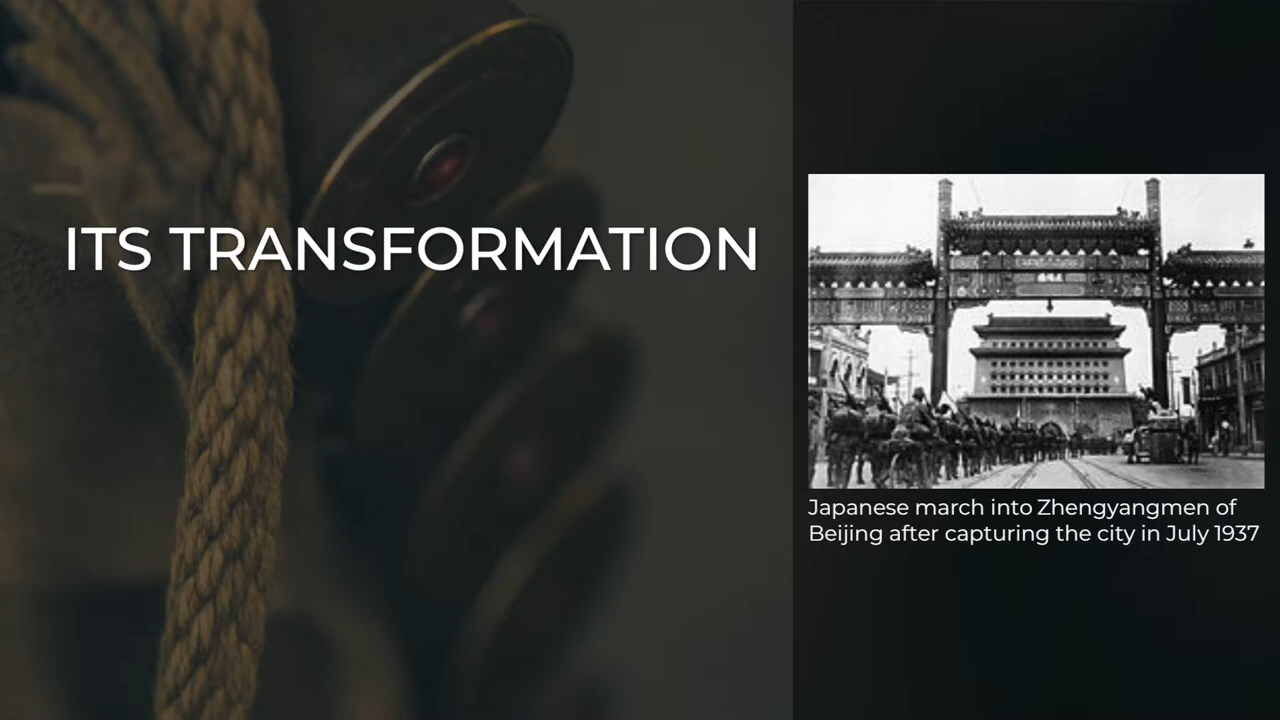 ITS TRANSFORMATION
Japanese march into Zhengyangmen of
Beijing after capturing the city in July 1937